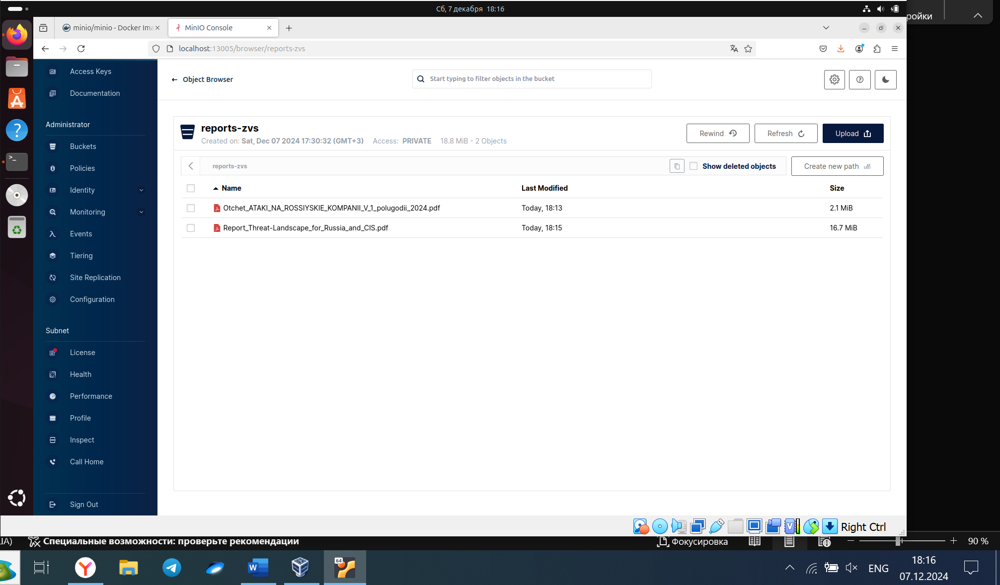 Сб, 7 декабря 18:16
ройки
minio/minio - Docker Ima
MinIO Console
localhost:13005/browser/reports-zvs
Access Keys
Documentation
Administrator
Buckets
Policies
Identity
Monitoring
Events
Tiering
Site Replication
Configuration
Subnet
License
Health
Performance
Profile
Inspect
Call Home
Sign Out
Object Browser
Start typing to filter objects in the bucket
reports-zvs
Created on: Sat, Dec 07 2024 17:30:32 (GMT+3) Access: PRIVATE 18.8 MiB - 2 Objects
Rewind
Refresh
Upload
reports-zvs
Show deleted objects
Create new path
Name Last Modified Size
Otchet_ATAKI_NA_ROSSIYSKIE_KOMPANII_V_1_polugodii_2024.pdf Today, 18:13 2.1 MiB
Report_Threat-Landscape_for_Russia_and_CIS.pdf Today, 18:15 16.7 MiB
Right Ctrl
Специальные возможности: проверьте рекомендации
Фокусировка
90 %
64
ENG
18:16
07.12.2024